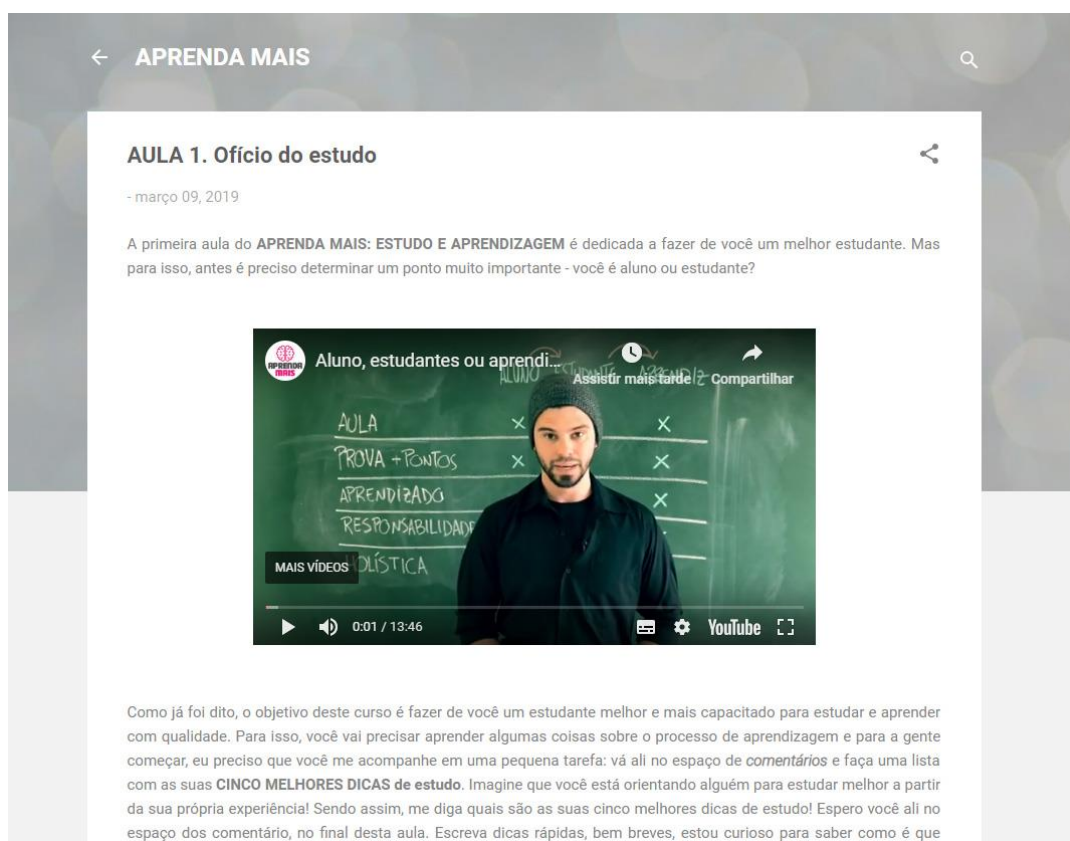 APRENDA MAIS
AULA 1. Ofício do estudo
- março 09, 2019
A primeira aula do APRENDA MAIS: ESTUDO E APRENDIZAGEM é dedicada a fazer de você um melhor estudante. Mas
para isso, antes é preciso determinar um ponto muito importante - você é aluno ou estudante?
APRENDA MAIS
Aluno, estudantes ou aprendi...
Assistir mais tarde
Compartilhar
ALUNO ESTUDANTE APRENDIZ
AULA X X
PROVA + PONTOS X X
APRENDIZADO X
RESPONSABILIDADE
HOLÍSTICA
MAIS VÍDEOS
0:01 / 13:46
YouTube
Como já foi dito, o objetivo deste curso é fazer de você um estudante melhor e mais capacitado para estudar e aprender
com qualidade. Para isso, você vai precisar aprender algumas coisas sobre o processo de aprendizagem e para a gente
começar, eu preciso que você me acompanhe em uma pequena tarefa: vá ali no espaço de comentários e faça uma lista
com as suas CINCO MELHORES DICAS de estudo. Imagine que você está orientando alguém para estudar melhor a partir
da sua própria experiência! Sendo assim, me diga quais são as suas cinco melhores dicas de estudo! Espero você ali no
espaço dos comentário, no final desta aula. Escreva dicas rápidas, bem breves, estou curioso para saber como é que